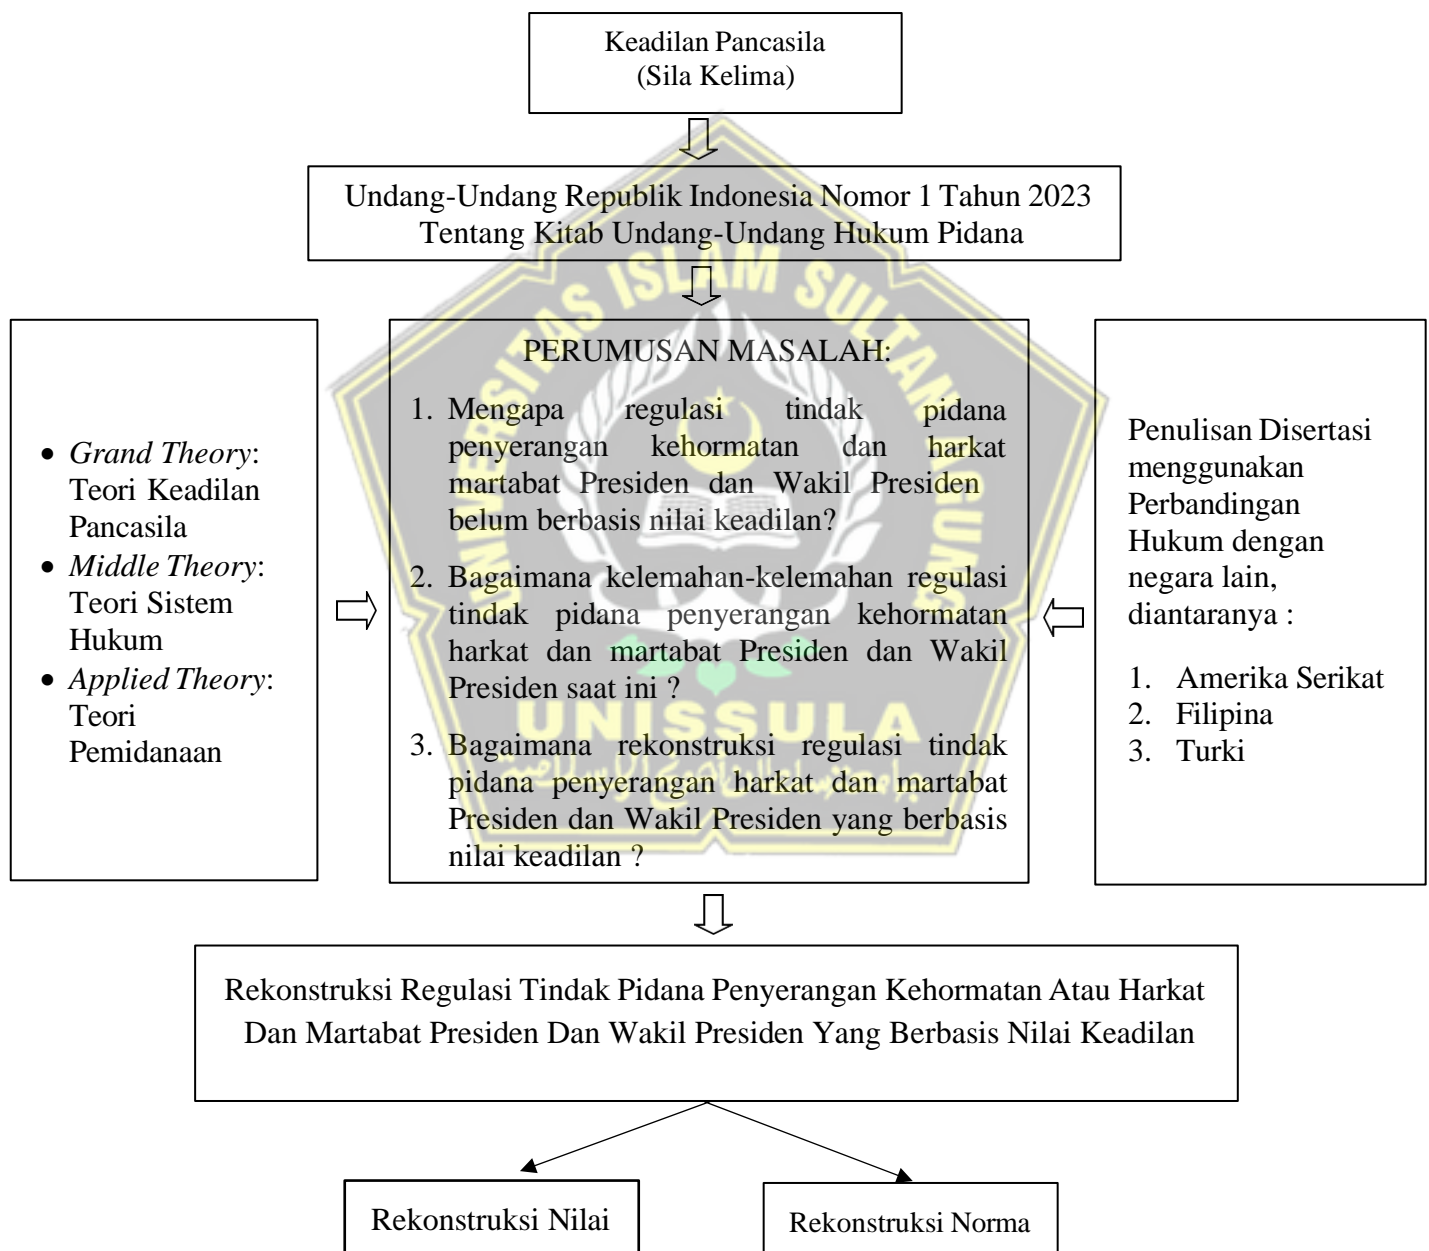 Keadilan Pancasila
(Sila Kelima)
Undang-Undang Republik Indonesia Nomor 1 Tahun 2023
Tentang Kitab Undang-Undang Hukum Pidana
• Grand Theory:
Teori Keadilan
Pancasila
• Middle Theory:
Teori Sistem
Hukum
• Applied Theory:
Teori
Pemidanaan
PERUMUSAN MASALAH:
1. Mengapa regulasi tindak pidana
penyerangan kehormatan dan harkat
martabat Presiden dan Wakil Presiden
belum berbasis nilai keadilan?
2. Bagaimana kelemahan-kelemahan regulasi
tindak pidana penyerangan kehormatan
harkat dan martabat Presiden dan Wakil
Presiden saat ini ?
3. Bagaimana rekonstruksi regulasi tindak
pidana penyerangan harkat dan martabat
Presiden dan Wakil Presiden yang berbasis
nilai keadilan ?
Penulisan Disertasi
menggunakan
Perbandingan
Hukum dengan
negara lain,
diantaranya :
1. Amerika Serikat
2. Filipina
3. Turki
UNIVERSITAS ISLAM SULTAN AGUNG
UNISSULA
Rekonstruksi Regulasi Tindak Pidana Penyerangan Kehormatan Atau Harkat
Dan Martabat Presiden Dan Wakil Presiden Yang Berbasis Nilai Keadilan
Rekonstruksi Nilai
Rekonstruksi Norma